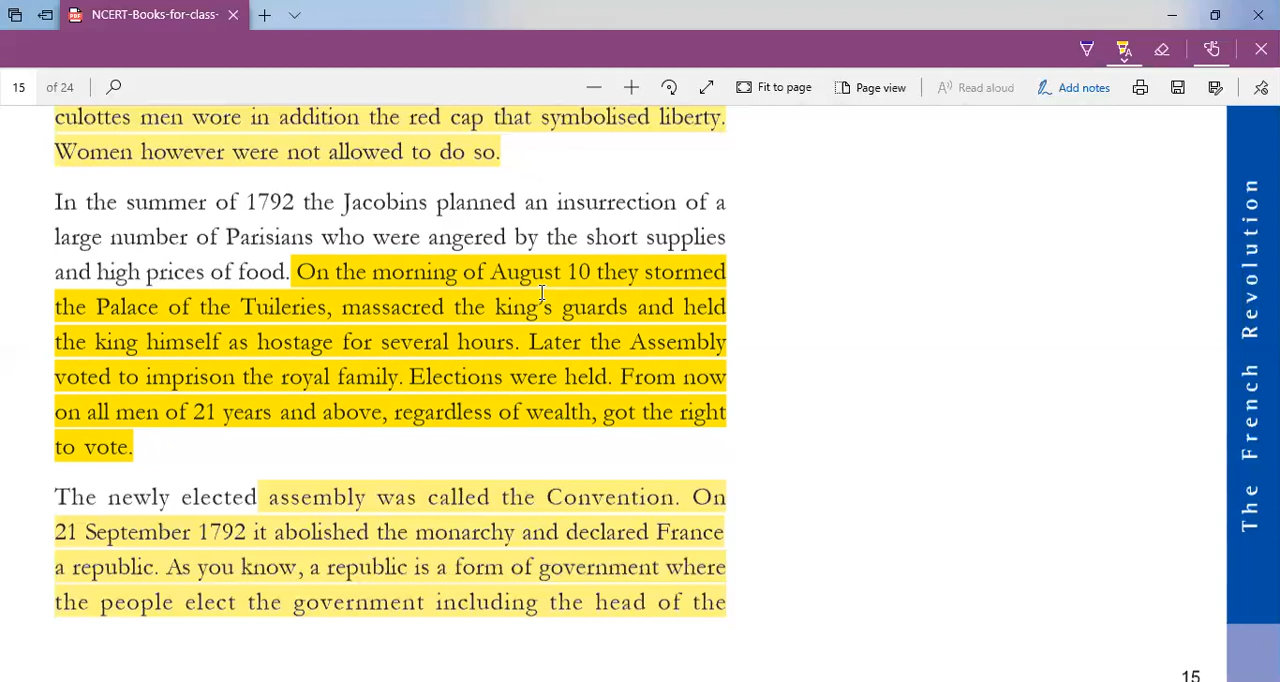 NCERT-Books-for-class-
15 of 24
Fit to page
Page view
Read aloud
Add notes
culottes men wore in addition the red cap that symbolised liberty.
Women however were not allowed to do so.
In the summer of 1792 the Jacobins planned an insurrection of a
large number of Parisians who were angered by the short supplies
and high prices of food. On the morning of August 10 they stormed
the Palace of the Tuileries, massacred the king's guards and held
the king himself as hostage for several hours. Later the Assembly
voted to imprison the royal family. Elections were held. From now
on all men of 21 years and above, regardless of wealth, got the right
to vote.
The newly elected assembly was called the Convention. On
21 September 1792 it abolished the monarchy and declared France
a republic. As you know, a republic is a form of government where
the people elect the government including the head of the
The French Revolution
15